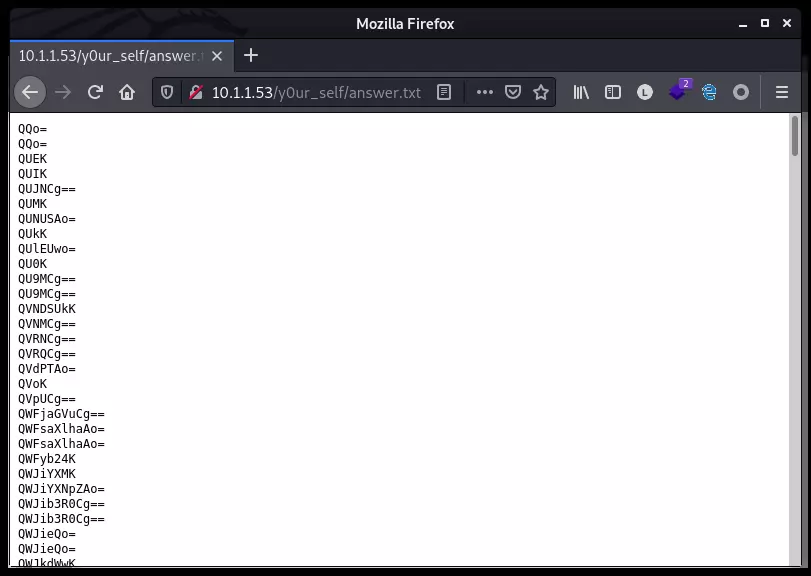 Mozilla Firefox
10.1.1.53/y0ur_self/answer.t
10.1.1.53/y0ur_self/answer.txt
2
QQo=
QQo=
QUEK
QUIK
QUJNCg==
QUMK
QUNUSAo=
QUkK
QUlEUwo=
QU0K
QU9MCg==
QU9MCg==
QVNDSUkK
QVNMCg==
QVRNCg==
QVRQCg==
QVdPTAo=
QVoK
QVpUCg==
QWFjaGVuCg==
QWFsaXlhaAo=
QWFsaXlhaAo=
QWFyb24K
QWJiYXMK
QWJiYXNpZAo=
QWJib3R0Cg==
QWJib3R0Cg==
QWJieQo=
QWJieQo=
QWJkdWwK